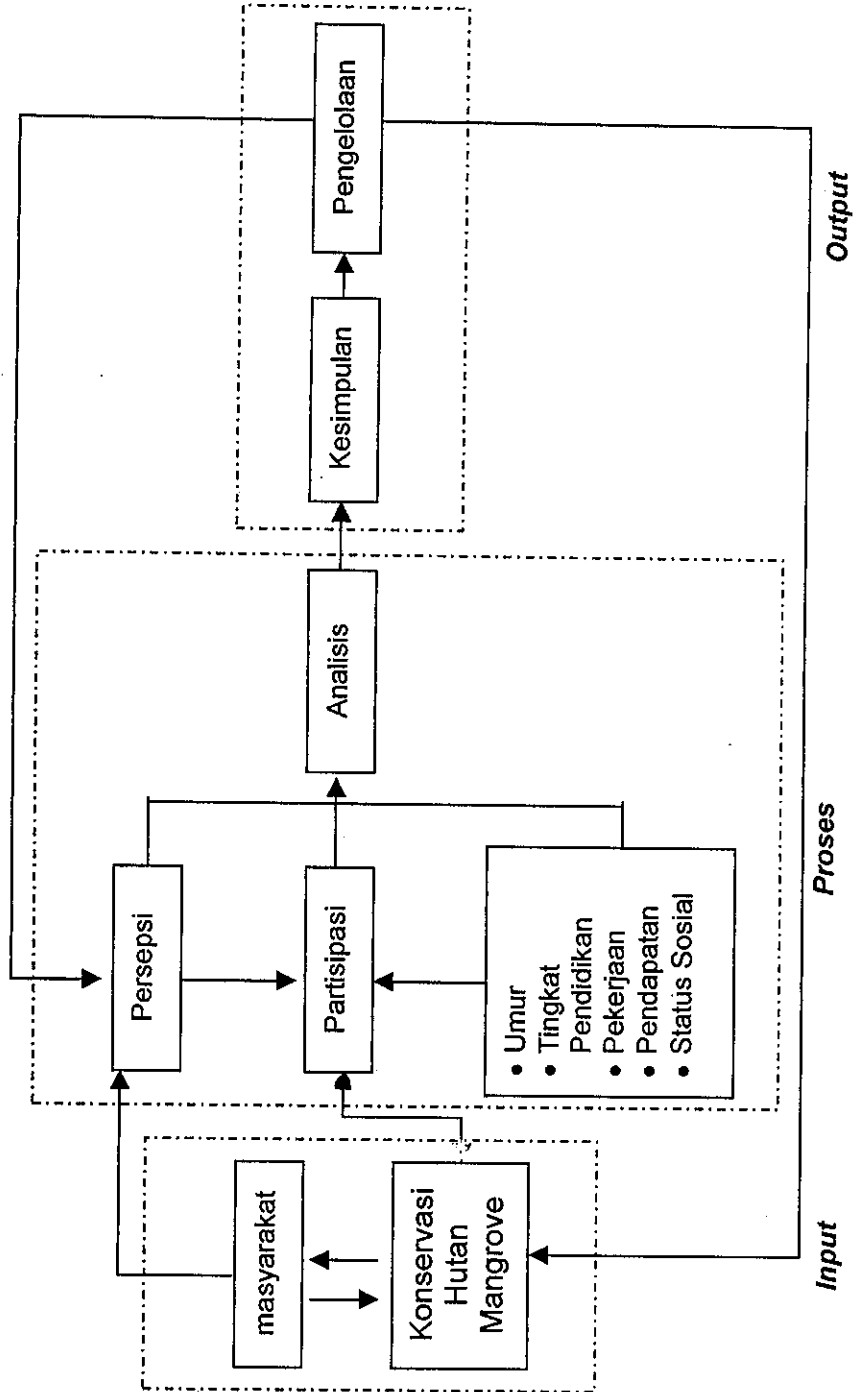 masyarakat
Konservasi
Hutan
Mangrove
Input
Persepsi
Partisipasi
• Umur
• Tingkat
Pendidikan
• Pekerjaan
• Pendapatan
• Status Sosial
Analisis
Proses
Kesimpulan
Pengelolaan
Output